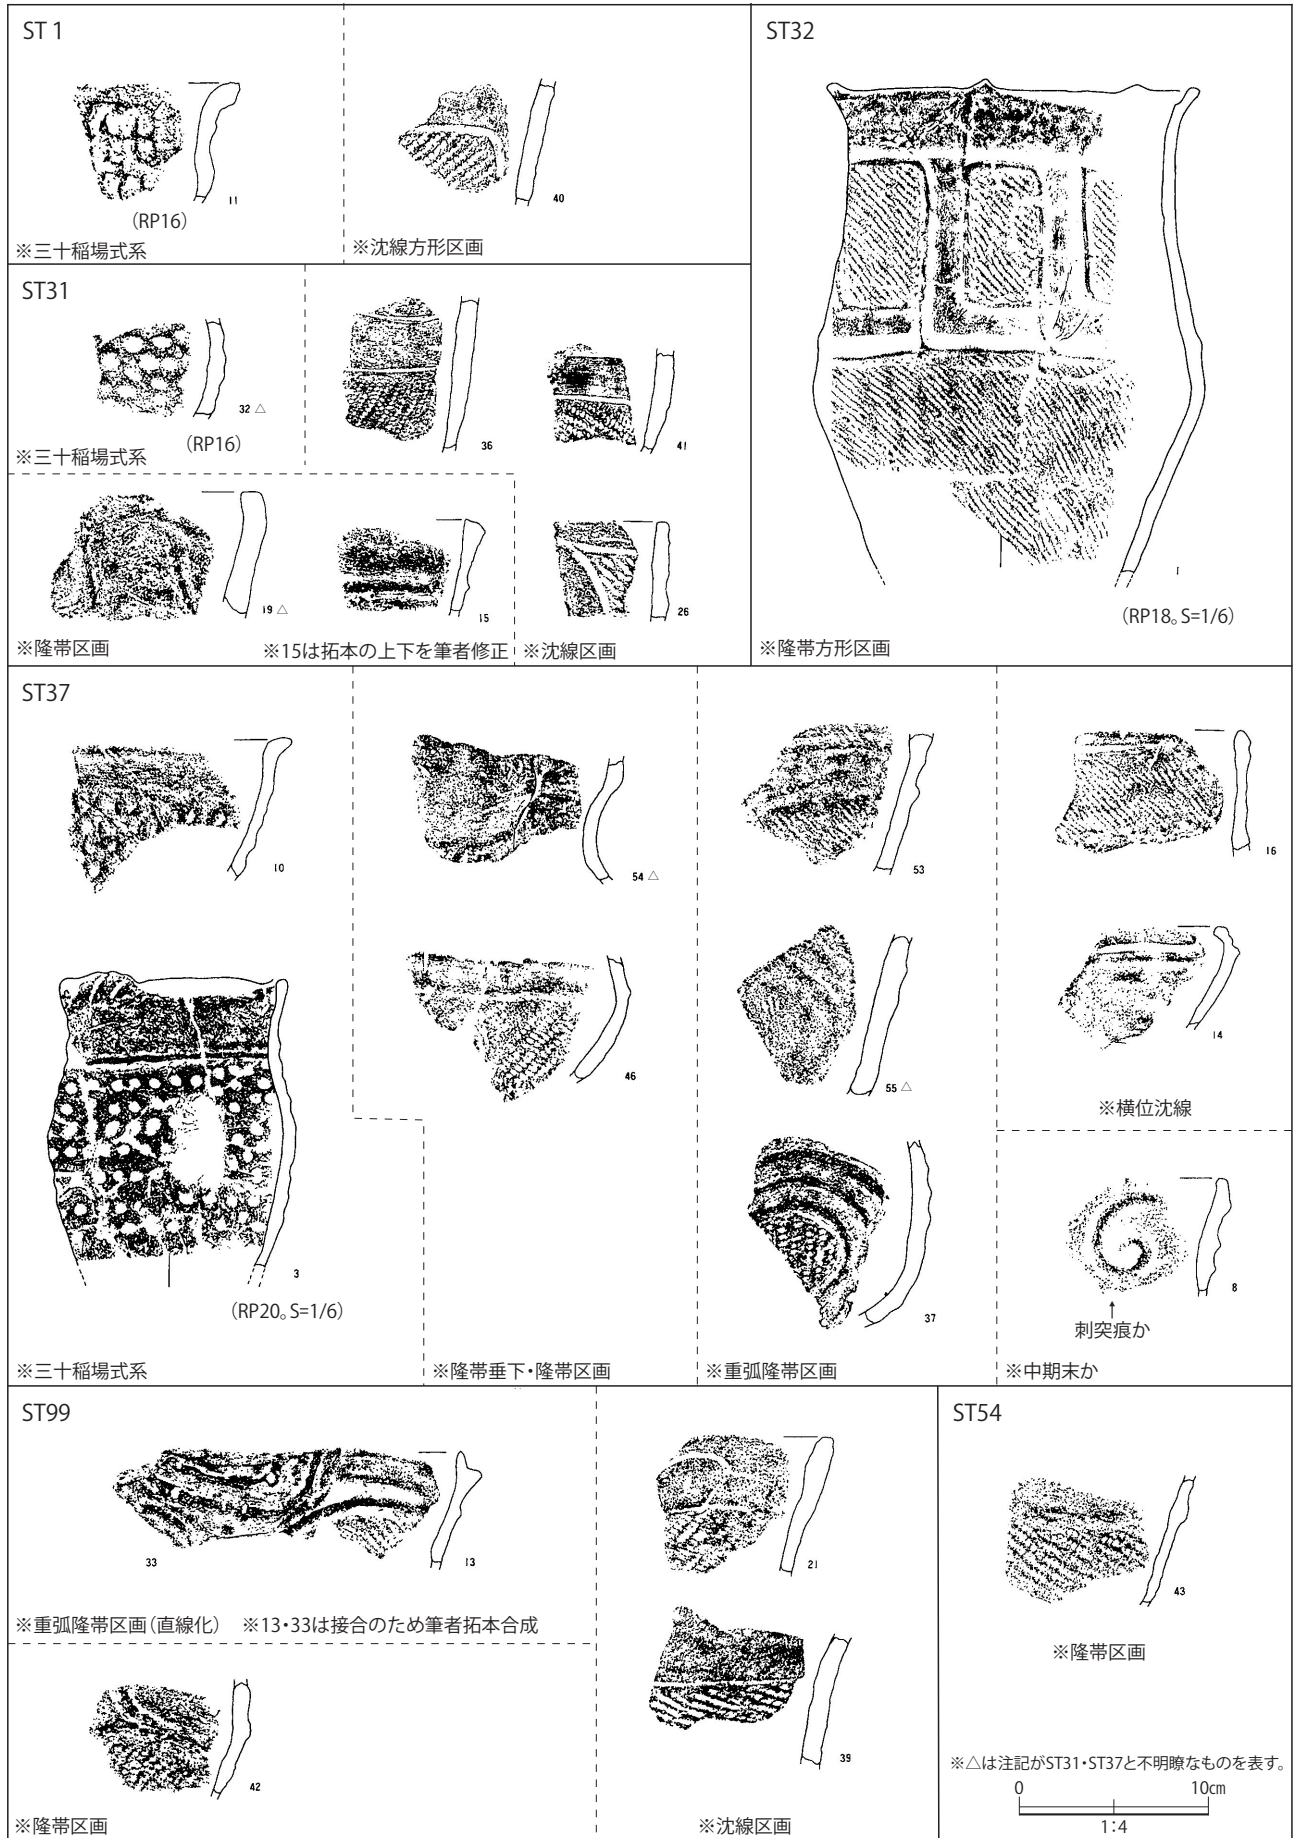 ST 1
11
(RP16)
※三十稲場式系
40
※沈線方形区画
ST32
1
(RP18。S=1/6)
※隆帯方形区画
ST31
32 △
(RP16)
※三十稲場式系
36
41
19 △
15
※隆帯区画
※15は拓本の上下を筆者修正
26
※沈線区画
ST37
10
3
(RP20。S=1/6)
※三十稲場式系
54 △
46
※隆帯垂下・隆帯区画
53
55 △
37
※重弧隆帯区画
16
14
※横位沈線
8
↑
刺突痕か
※中期末か
ST99
33
13
※重弧隆帯区画(直線化)　※13・33は接合のため筆者拓本合成
42
※隆帯区画
21
39
※沈線区画
ST54
43
※隆帯区画
※△は注記がST31・ST37と不明瞭なものを表す。
0 10cm
1:4